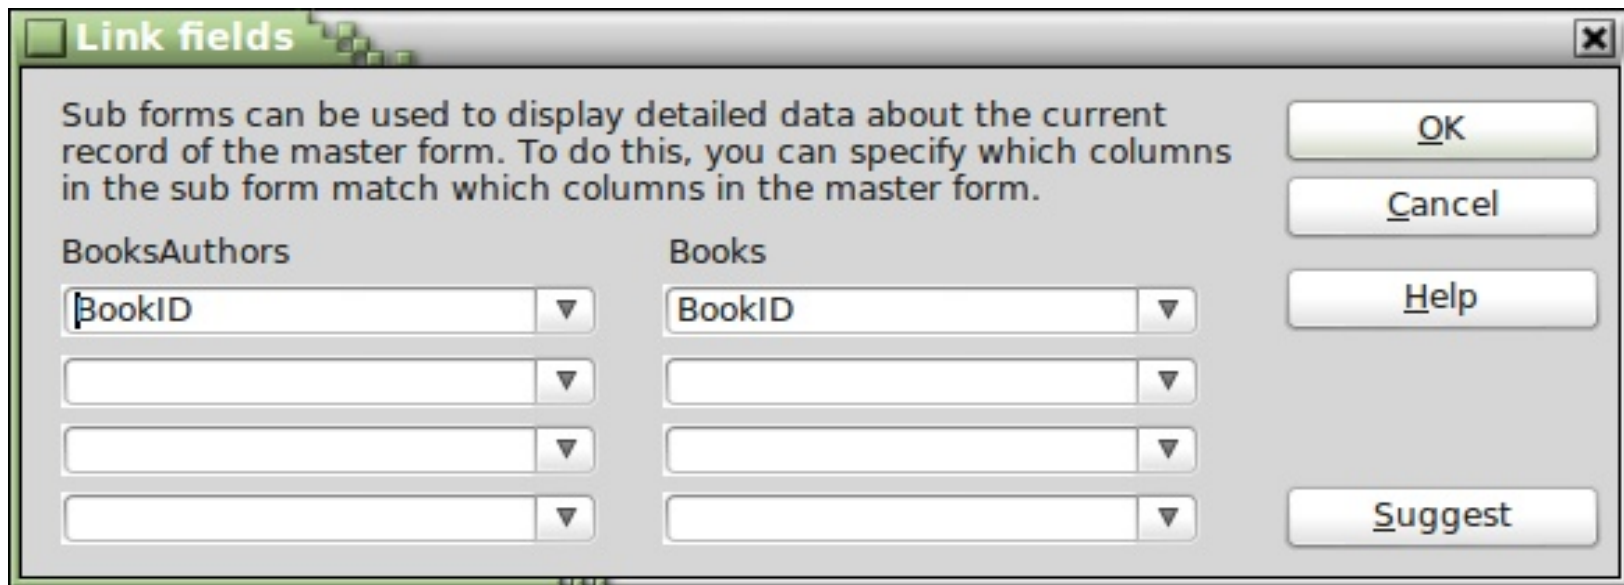 Link fields
Sub forms can be used to display detailed data about the current
record of the master form. To do this, you can specify which columns
in the sub form match which columns in the master form.
OK
Cancel
BooksAuthors Books
BookID BookID
Help
Suggest